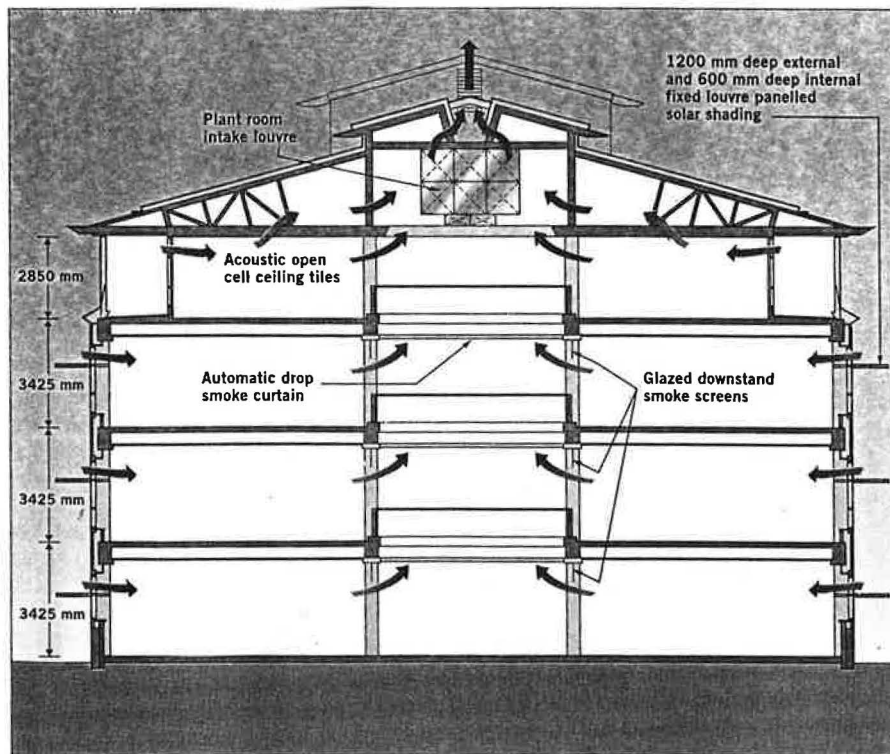 1200 mm deep external
and 600 mm deep internal
fixed louvre panelled
solar shading
Plant room
intake louvre
Acoustic open
cell ceiling tiles
2850 mm
Automatic drop
smoke curtain
Glazed downstand
smoke screens
3425 mm
3425 mm
3425 mm